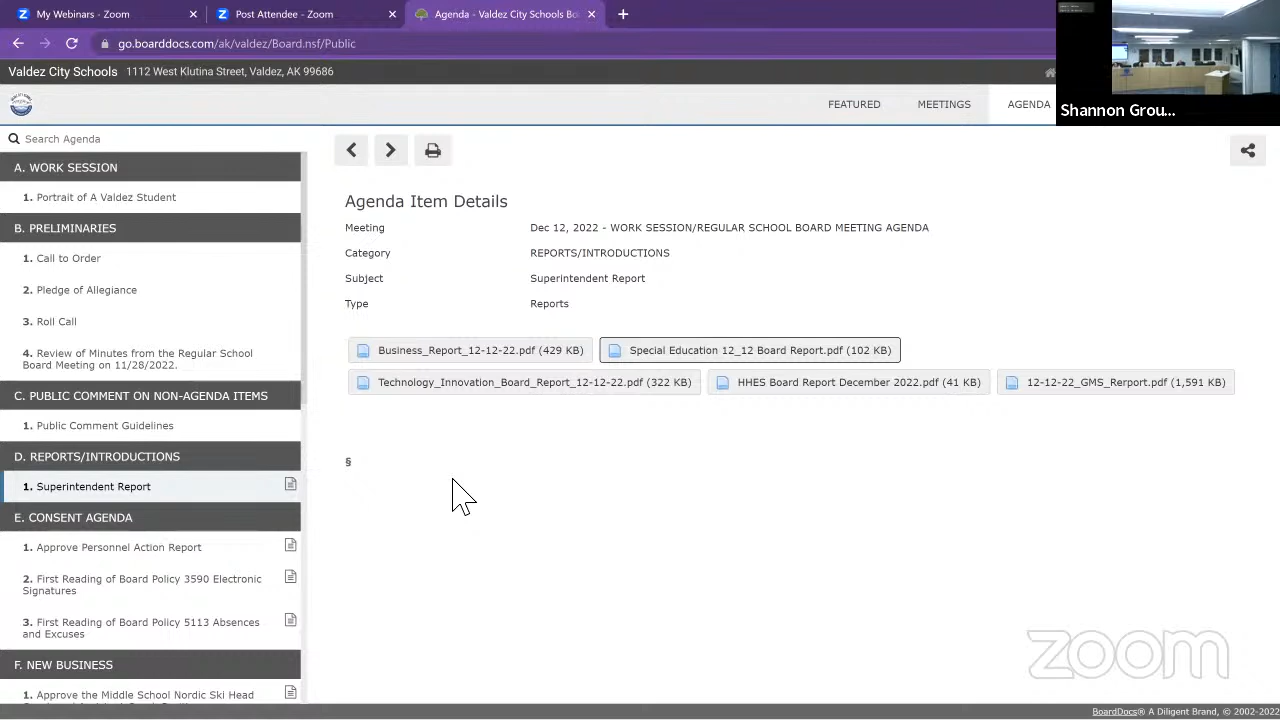 My Webinars - Zoom
Post Attendee - Zoom
Agenda - Valdez City Schools Bo
go.boarddocs.com/ak/valdez/Board.nsf/Public
Valdez City Schools 1112 West Klutina Street, Valdez, AK 99686
FEATURED MEETINGS AGENDA
Shannon Grou...
Search Agenda
A. WORK SESSION
1. Portrait of A Valdez Student
B. PRELIMINARIES
1. Call to Order
2. Pledge of Allegiance
3. Roll Call
4. Review of Minutes from the Regular School
Board Meeting on 11/28/2022.
C. PUBLIC COMMENT ON NON-AGENDA ITEMS
1. Public Comment Guidelines
D. REPORTS/INTRODUCTIONS
1. Superintendent Report
E. CONSENT AGENDA
1. Approve Personnel Action Report
2. First Reading of Board Policy 3590 Electronic
Signatures
3. First Reading of Board Policy 5113 Absences
and Excuses
F. NEW BUSINESS
1. Approve the Middle School Nordic Ski Head
Agenda Item Details
Meeting Dec 12, 2022 - WORK SESSION/REGULAR SCHOOL BOARD MEETING AGENDA
Category REPORTS/INTRODUCTIONS
Subject Superintendent Report
Type Reports
Business_Report_12-12-22.pdf (429 KB) Special Education 12_12 Board Report.pdf (102 KB)
Technology_Innovation_Board_Report_12-12-22.pdf (322 KB) HHES Board Report December 2022.pdf (41 KB) 12-12-22_GMS_Rerport.pdf (1,591 KB)
§
zoom
BoardDocs® A Diligent Brand, © 2002-2022